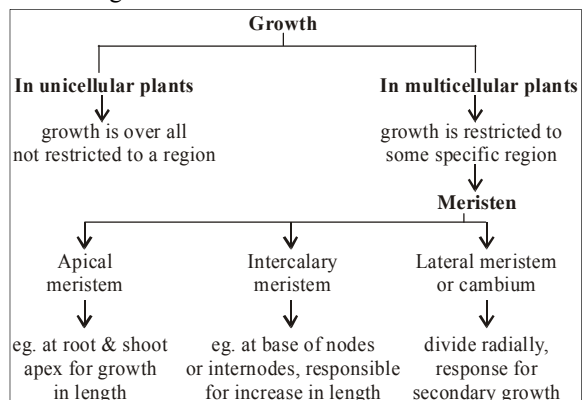 Growth
In unicellular plants
In multicellular plants
growth is over all
not restricted to a region
growth is restricted to
some specific region
Meristen
Apical
meristem
Intercalary
meristem
Lateral meristem
or cambium
eg. at root & shoot
apex for growth
in length
eg. at base of nodes
or internodes, responsible
for increase in length
divide radially,
response for
secondary growth